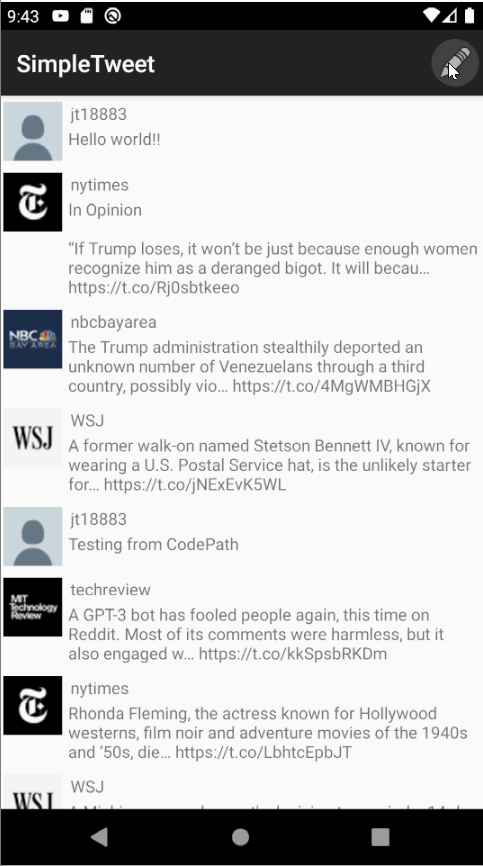 9:43
SimpleTweet
jt18883
Hello world!!
nytimes
In Opinion
“If Trump loses, it won’t be just because enough women
recognize him as a deranged bigot. It will becau…
https://t.co/Rj0sbtkeeo
NBC
BAY AREA
nbcbayarea
The Trump administration stealthily deported an
unknown number of Venezuelans through a third
country, possibly vio… https://t.co/4MgWMBHGjX
WSJ
WSJ
A former walk-on named Stetson Bennett IV, known for
wearing a U.S. Postal Service hat, is the unlikely starter
for… https://t.co/jNExEvK5WL
jt18883
Testing from CodePath
MIT
Technology
Review
techreview
A GPT-3 bot has fooled people again, this time on
Reddit. Most of its comments were harmless, but it
also engaged w… https://t.co/kkSpsbRKDm
nytimes
Rhonda Fleming, the actress known for Hollywood
westerns, film noir and adventure movies of the 1940s
and ’50s, die… https://t.co/LbhtcEpbJT
WSJ
WSJ